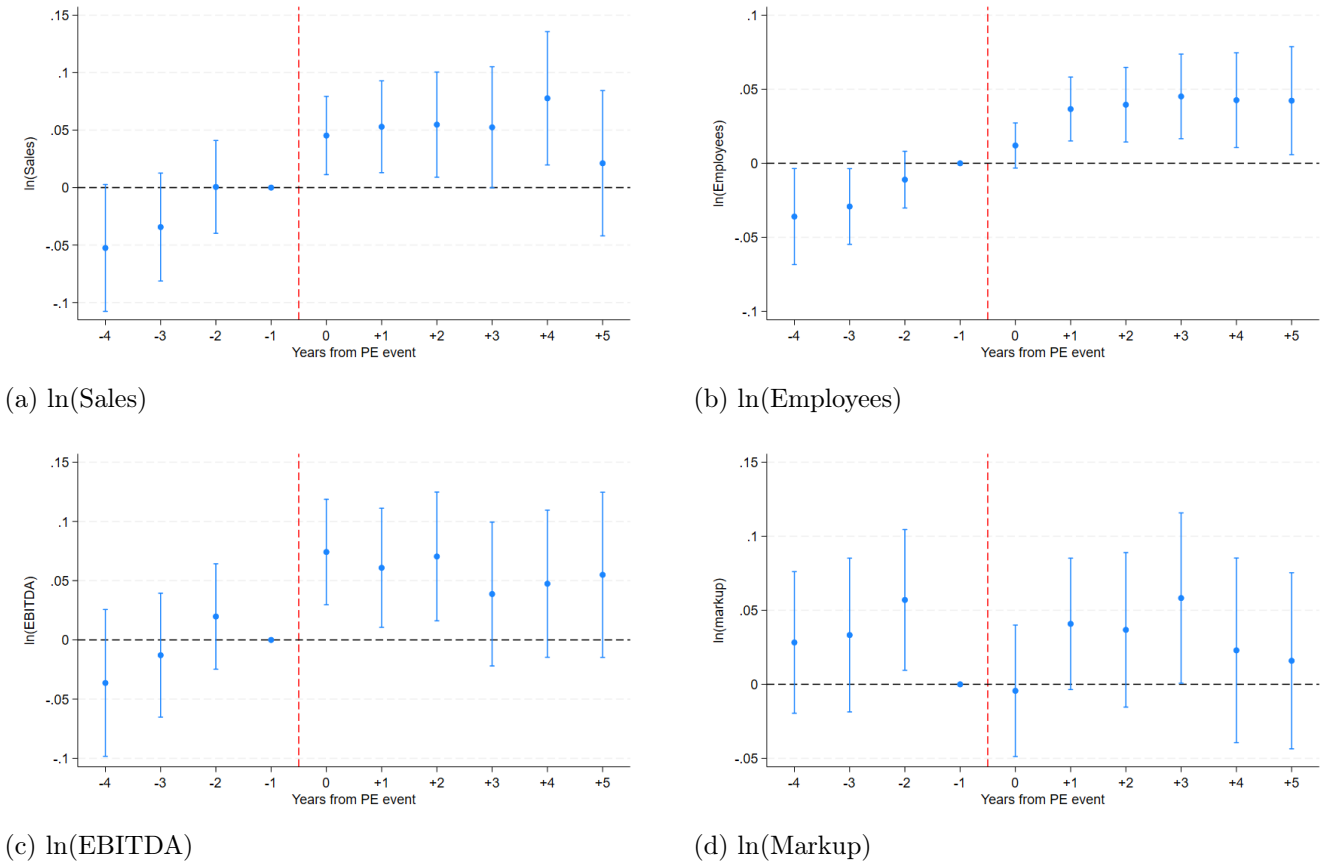 .15
.1
.05
0
-.05
-.1
ln(Sales)
-4 -3 -2 -1 0 +1 +2 +3 +4 +5
Years from PE event
(a) ln(Sales)
.1
.05
0
-.05
-.1
ln(Employees)
-4 -3 -2 -1 0 +1 +2 +3 +4 +5
Years from PE event
(b) ln(Employees)
.15
.1
.05
0
-.05
-.1
ln(EBITDA)
-4 -3 -2 -1 0 +1 +2 +3 +4 +5
Years from PE event
(c) ln(EBITDA)
.15
.1
.05
0
-.05
ln(markup)
-4 -3 -2 -1 0 +1 +2 +3 +4 +5
Years from PE event
(d) ln(Markup)